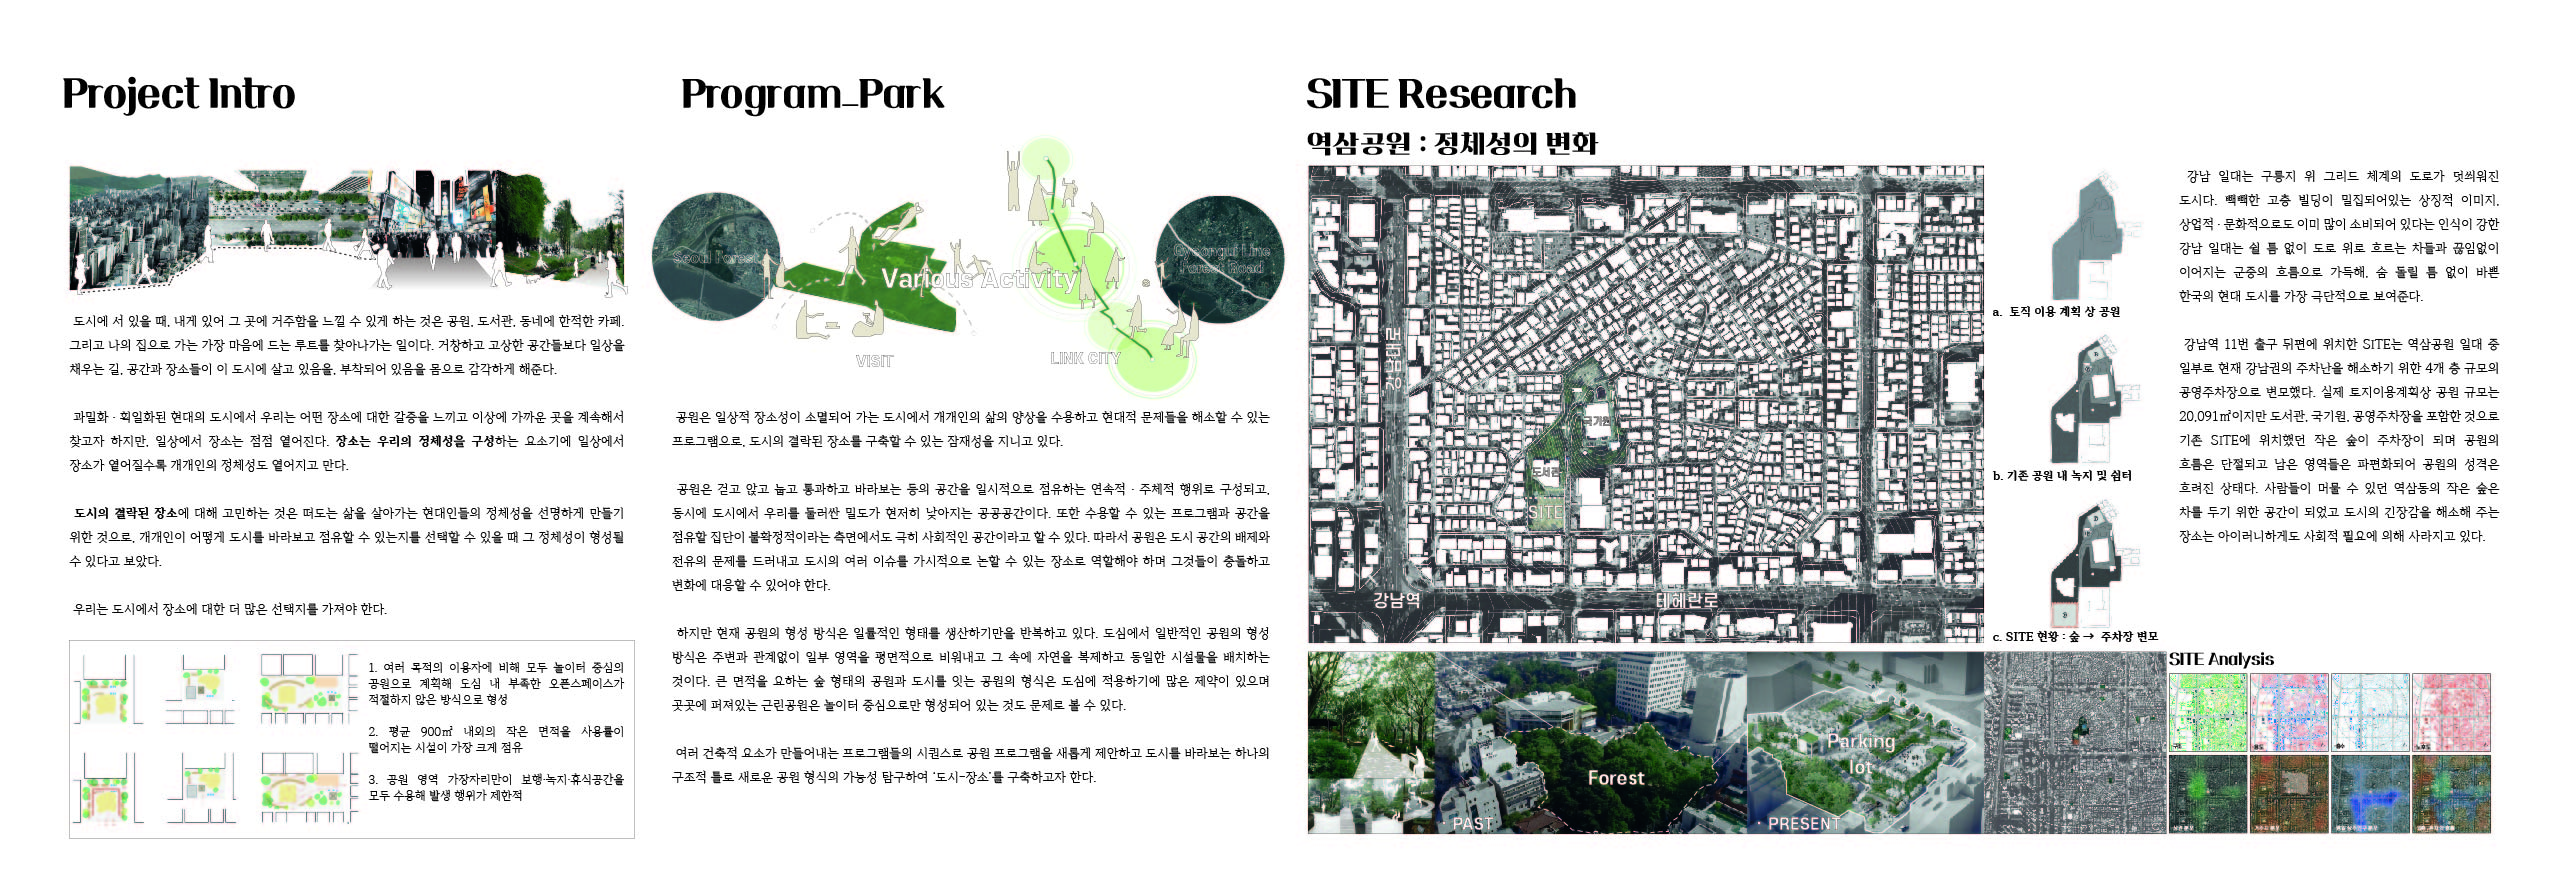 Project Intro
도시에 서 있을 때, 내게 있어 그 곳에 거주함을 느낄 수 있게 하는 것은 공원, 도서관, 동네에 한적한 카페.
그리고 나의 집으로 가는 가장 마음에 드는 루트를 찾아나가는 일이다. 거창하고 고상한 공간들보다 일상을
채우는 길, 공간과 장소들이 이 도시에 살고 있음을, 부착되어 있음을 몸으로 감각하게 해준다.
과밀화 · 획일화된 현대의 도시에서 우리는 어떤 장소에 대한 갈증을 느끼고 이상에 가까운 곳을 계속해서
찾고자 하지만, 일상에서 장소는 점점 옅어진다. 장소는 우리의 정체성을 구성하는 요소기에 일상에서
장소가 옅어질수록 개개인의 정체성도 옅어지고 만다.
도시의 결락된 장소에 대해 고민하는 것은 떠도는 삶을 살아가는 현대인들의 정체성을 선명하게 만들기
위한 것으로, 개개인이 어떻게 도시를 바라보고 점유할 수 있는지를 선택할 수 있을 때 그 정체성이 형성될
수 있다고 보았다.
우리는 도시에서 장소에 대한 더 많은 선택지를 가져야 한다.
1. 여러 목적의 이용자에 비해 모두 놀이터 중심의
공원으로 계획해 도심 내 부족한 오픈스페이스가
적절하지 않은 방식으로 형성
2. 평균 900㎡ 내외의 작은 면적을 사용률이
떨어지는 시설이 가장 크게 점유
3. 공원 영역 가장자리만이 보행·녹지·휴식공간을
모두 수용해 발생 행위가 제한적
Program_Park
Seoul Forest
Various Activity
Gyeongui Line
Forest Road
VISIT
LINK CITY
공원은 일상적 장소성이 소멸되어 가는 도시에서 개개인의 삶의 양상을 수용하고 현대적 문제들을 해소할 수 있는
프로그램으로, 도시의 결락된 장소를 구축할 수 있는 잠재성을 지니고 있다.
공원은 걷고 앉고 눕고 통과하고 바라보는 등의 공간을 일시적으로 점유하는 연속적 · 주체적 행위로 구성되고,
동시에 도시에서 우리를 둘러싼 밀도가 현저히 낮아지는 공공공간이다. 또한 수용할 수 있는 프로그램과 공간을
점유할 집단이 불확정적이라는 측면에서도 극히 사회적인 공간이라고 할 수 있다. 따라서 공원은 도시 공간의 배제와
전유의 문제를 드러내고 도시의 여러 이슈를 가시적으로 논할 수 있는 장소로 역할해야 하며 그것들이 충돌하고
변화에 대응할 수 있어야 한다.
하지만 현재 공원의 형성 방식은 일률적인 형태를 생산하기만을 반복하고 있다. 도심에서 일반적인 공원의 형성
방식은 주변과 관계없이 일부 영역을 평면적으로 비워내고 그 속에 자연을 복제하고 동일한 시설물을 배치하는
것이다. 큰 면적을 요하는 숲 형태의 공원과 도시를 잇는 공원의 형식은 도심에 적용하기에 많은 제약이 있으며
곳곳에 퍼져있는 근린공원은 놀이터 중심으로만 형성되어 있는 것도 문제로 볼 수 있다.
여러 건축적 요소가 만들어내는 프로그램들의 시퀀스로 공원 프로그램을 새롭게 제안하고 도시를 바라보는 하나의
구조적 틀로 새로운 공원 형식의 가능성 탐구하여 '도시-장소'를 구축하고자 한다.
SITE Research
역삼공원 : 정체성의 변화
강남대로
국기원
도서관
SITE
강남역
테헤란로
a. 토직 이용 계획 상 공원
b. 기존 공원 내 녹지 및 쉼터
c. SITE 현황 : 숲 → 주차장 변모
강남 일대는 구릉지 위 그리드 체계의 도로가 덧씌워진
도시다. 빽빽한 고층 빌딩이 밀집되어있는 상징적 이미지,
상업적 · 문화적으로도 이미 많이 소비되어 있다는 인식이 강한
강남 일대는 쉴 틈 없이 도로 위로 흐르는 차들과 끊임없이
이어지는 군중의 흐름으로 가득해, 숨 돌릴 틈 없이 바쁜
한국의 현대 도시를 가장 극단적으로 보여준다.
강남역 11번 출구 뒤편에 위치한 SITE는 역삼공원 일대 중
일부로 현재 강남권의 주차난을 해소하기 위한 4개 층 규모의
공영주차장으로 변모했다. 실제 토지이용계획상 공원 규모는
20,091㎡이지만 도서관, 국기원, 공영주차장을 포함한 것으로
기존 SITE에 위치했던 작은 숲이 주차장이 되며 공원의
흐름은 단절되고 남은 영역들은 파편화되어 공원의 성격은
흐려진 상태다. 사람들이 머물 수 있던 역삼동의 작은 숲은
차를 두기 위한 공간이 되었고 도시의 긴장감을 해소해 주는
장소는 아이러니하게도 사회적 필요에 의해 사라지고 있다.
Forest
· PAST
Parking
lot
· PRESENT
SITE Analysis